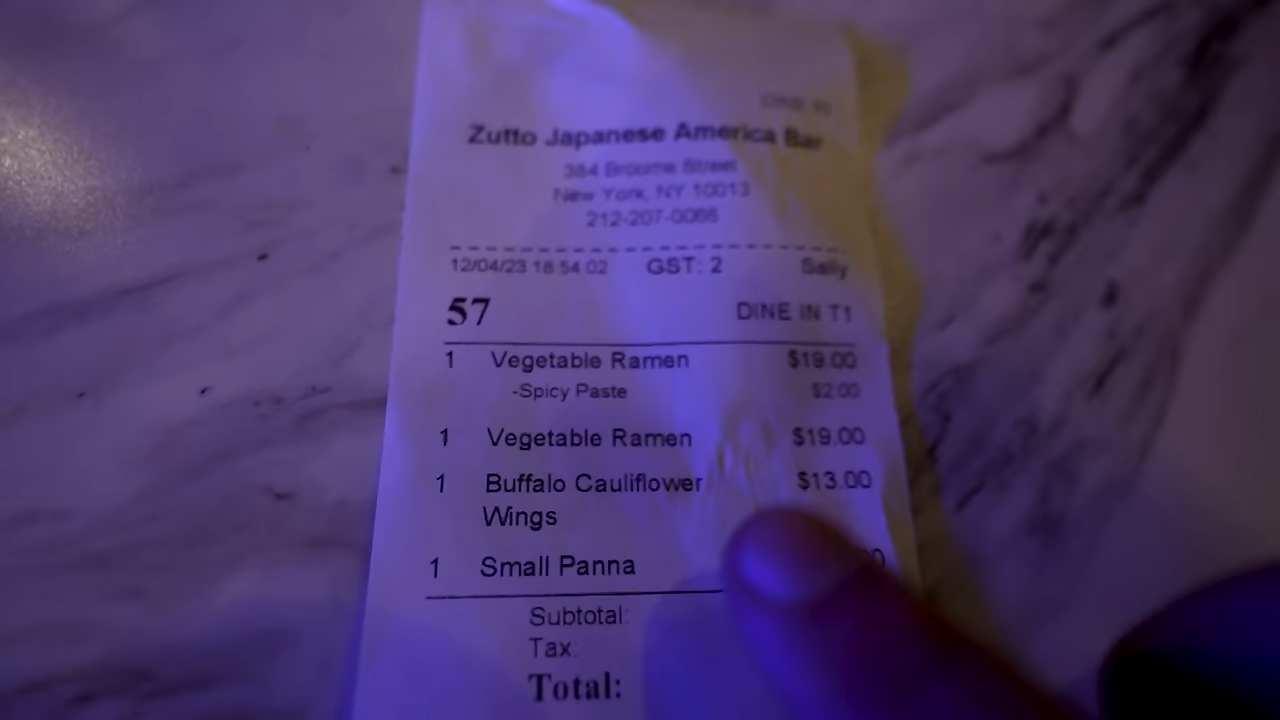 DINE IN
Zutto Japanese America Bar
384 Broome Street
New York, NY 10013
212-207-0066
12/04/23 18:54:02 GST: 2 Sally
57 DINE IN T1
1 Vegetable Ramen $19.00
-Spicy Paste $2.00
1 Vegetable Ramen $19.00
1 Buffalo Cauliflower $13.00
Wings
1 Small Panna
Subtotal:
Tax:
Total: